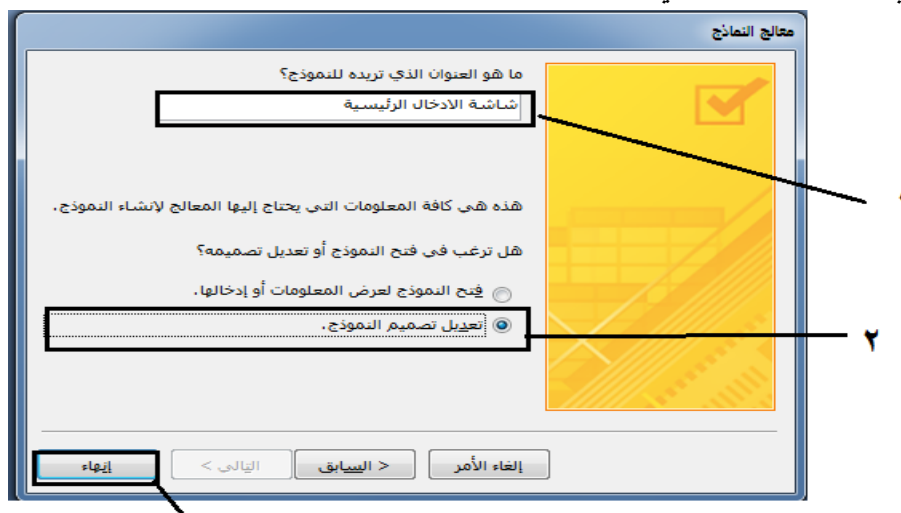 معالج النماذج
ما هو العنوان الذي تريده للنموذج؟
شاشة الادخال الرئيسية
هذه هي كافة المعلومات التي يحتاج إليها المعالج لإنشاء النموذج.
هل ترغب في فتح النموذج أو تعديل تصميمه؟
فتح النموذج لعرض المعلومات أو إدخالها.
تعديل تصميم النموذج.
٢
إلغاء الأمر
< السابق
التالي >
إنهاء